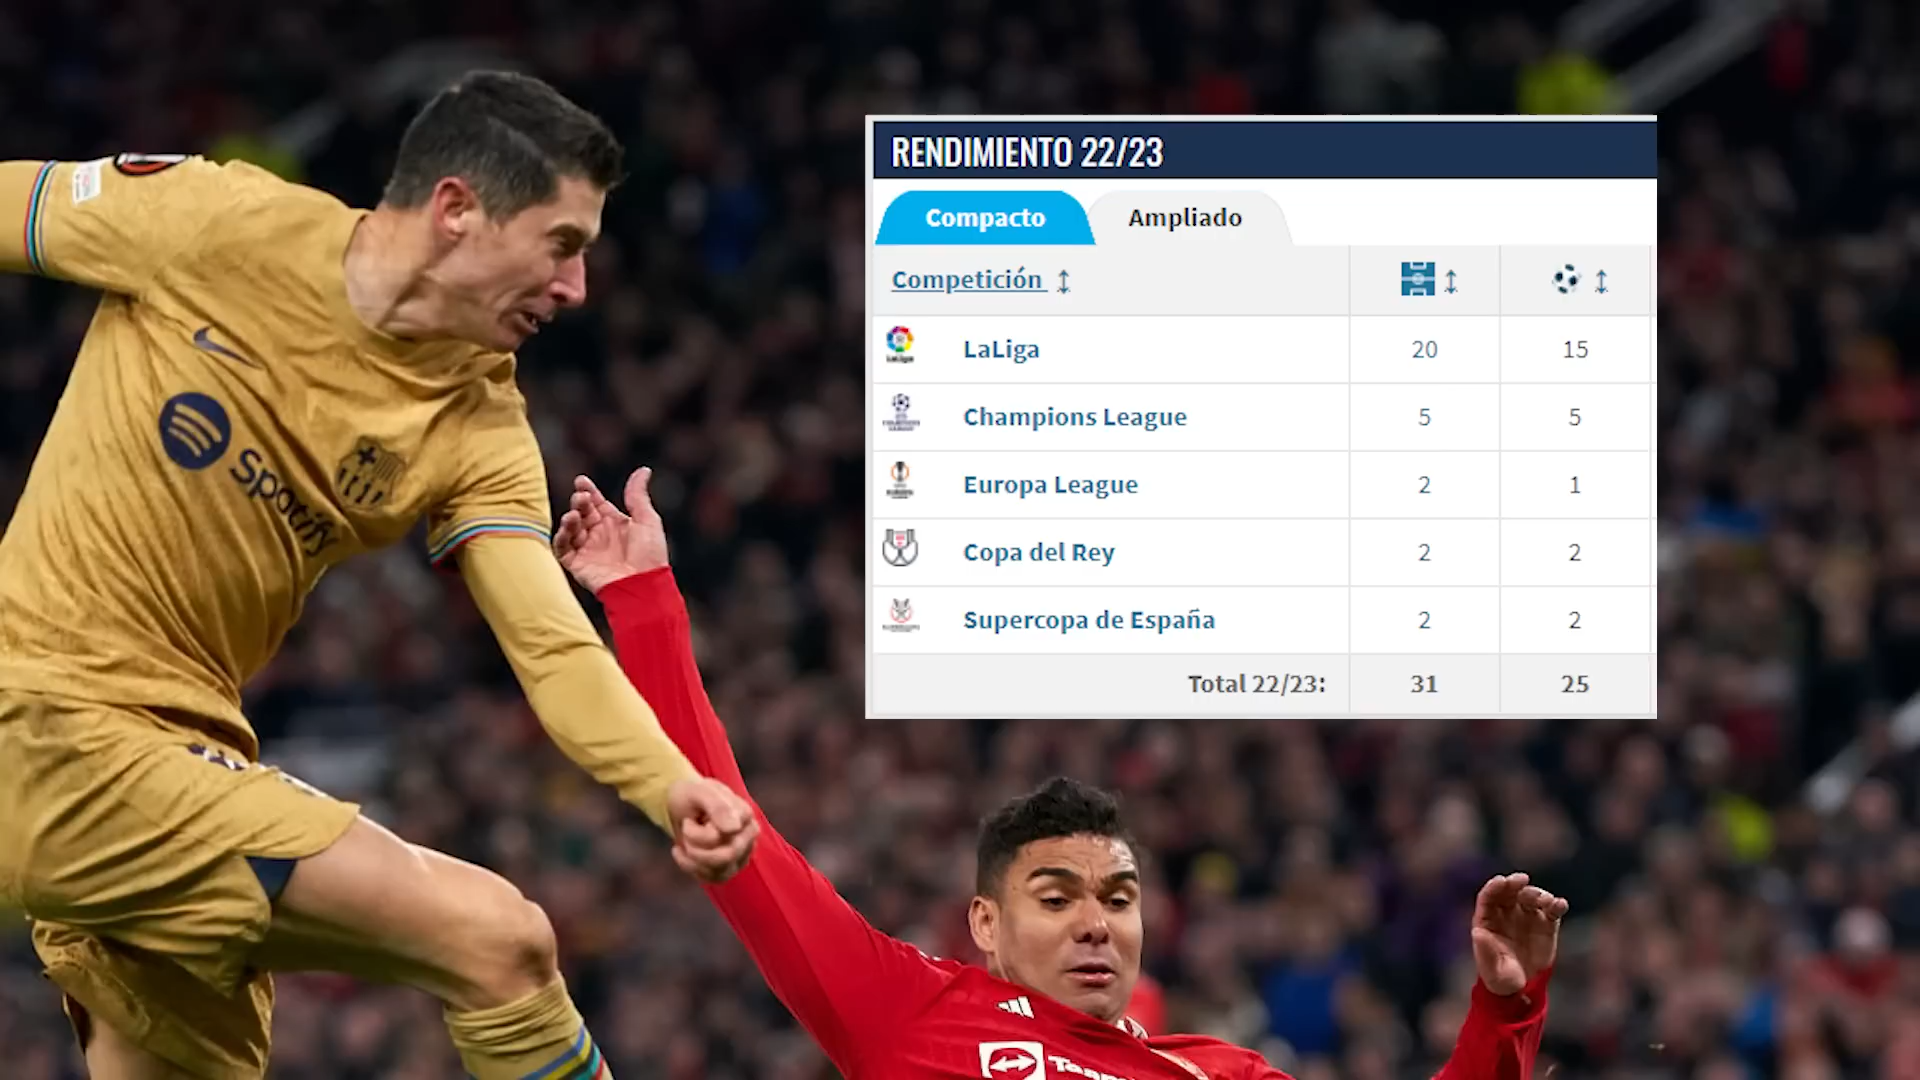 RENDIMIENTO 22/23
Compacto Ampliado
Competición
LaLiga 20 15
Champions League 5 5
Europa League 2 1
Copa del Rey 2 2
Supercopa de España 2 2
Total 22/23: 31 25
Spotify